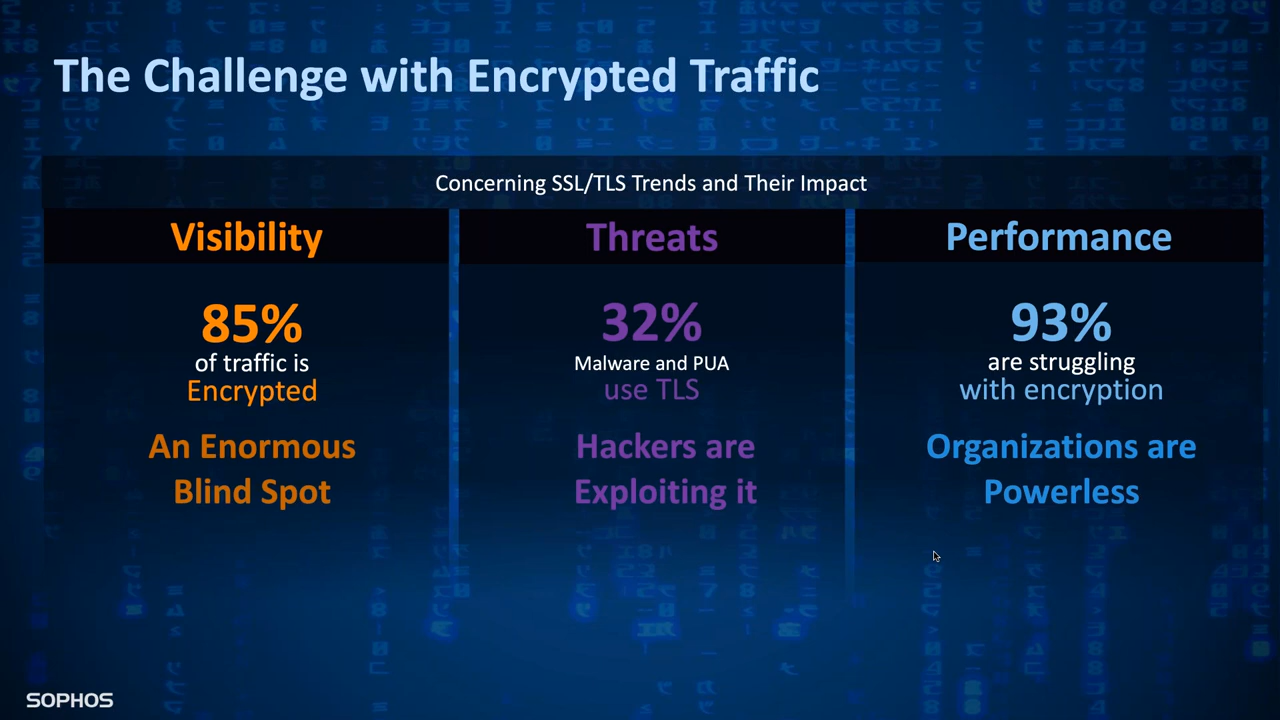 The Challenge with Encrypted Traffic
Concerning SSL/TLS Trends and Their Impact
Visibility
85%
of traffic is
Encrypted
An Enormous
Blind Spot
Threats
32%
Malware and PUA
use TLS
Hackers are
Exploiting it
Performance
93%
are struggling
with encryption
Organizations are
Powerless
SOPHOS